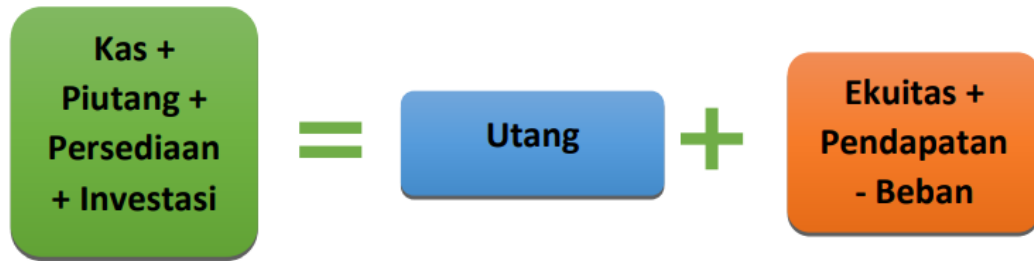 Kas +
Piutang +
Persediaan
+ Investasi
=
Utang
+
Ekuitas +
Pendapatan
- Beban